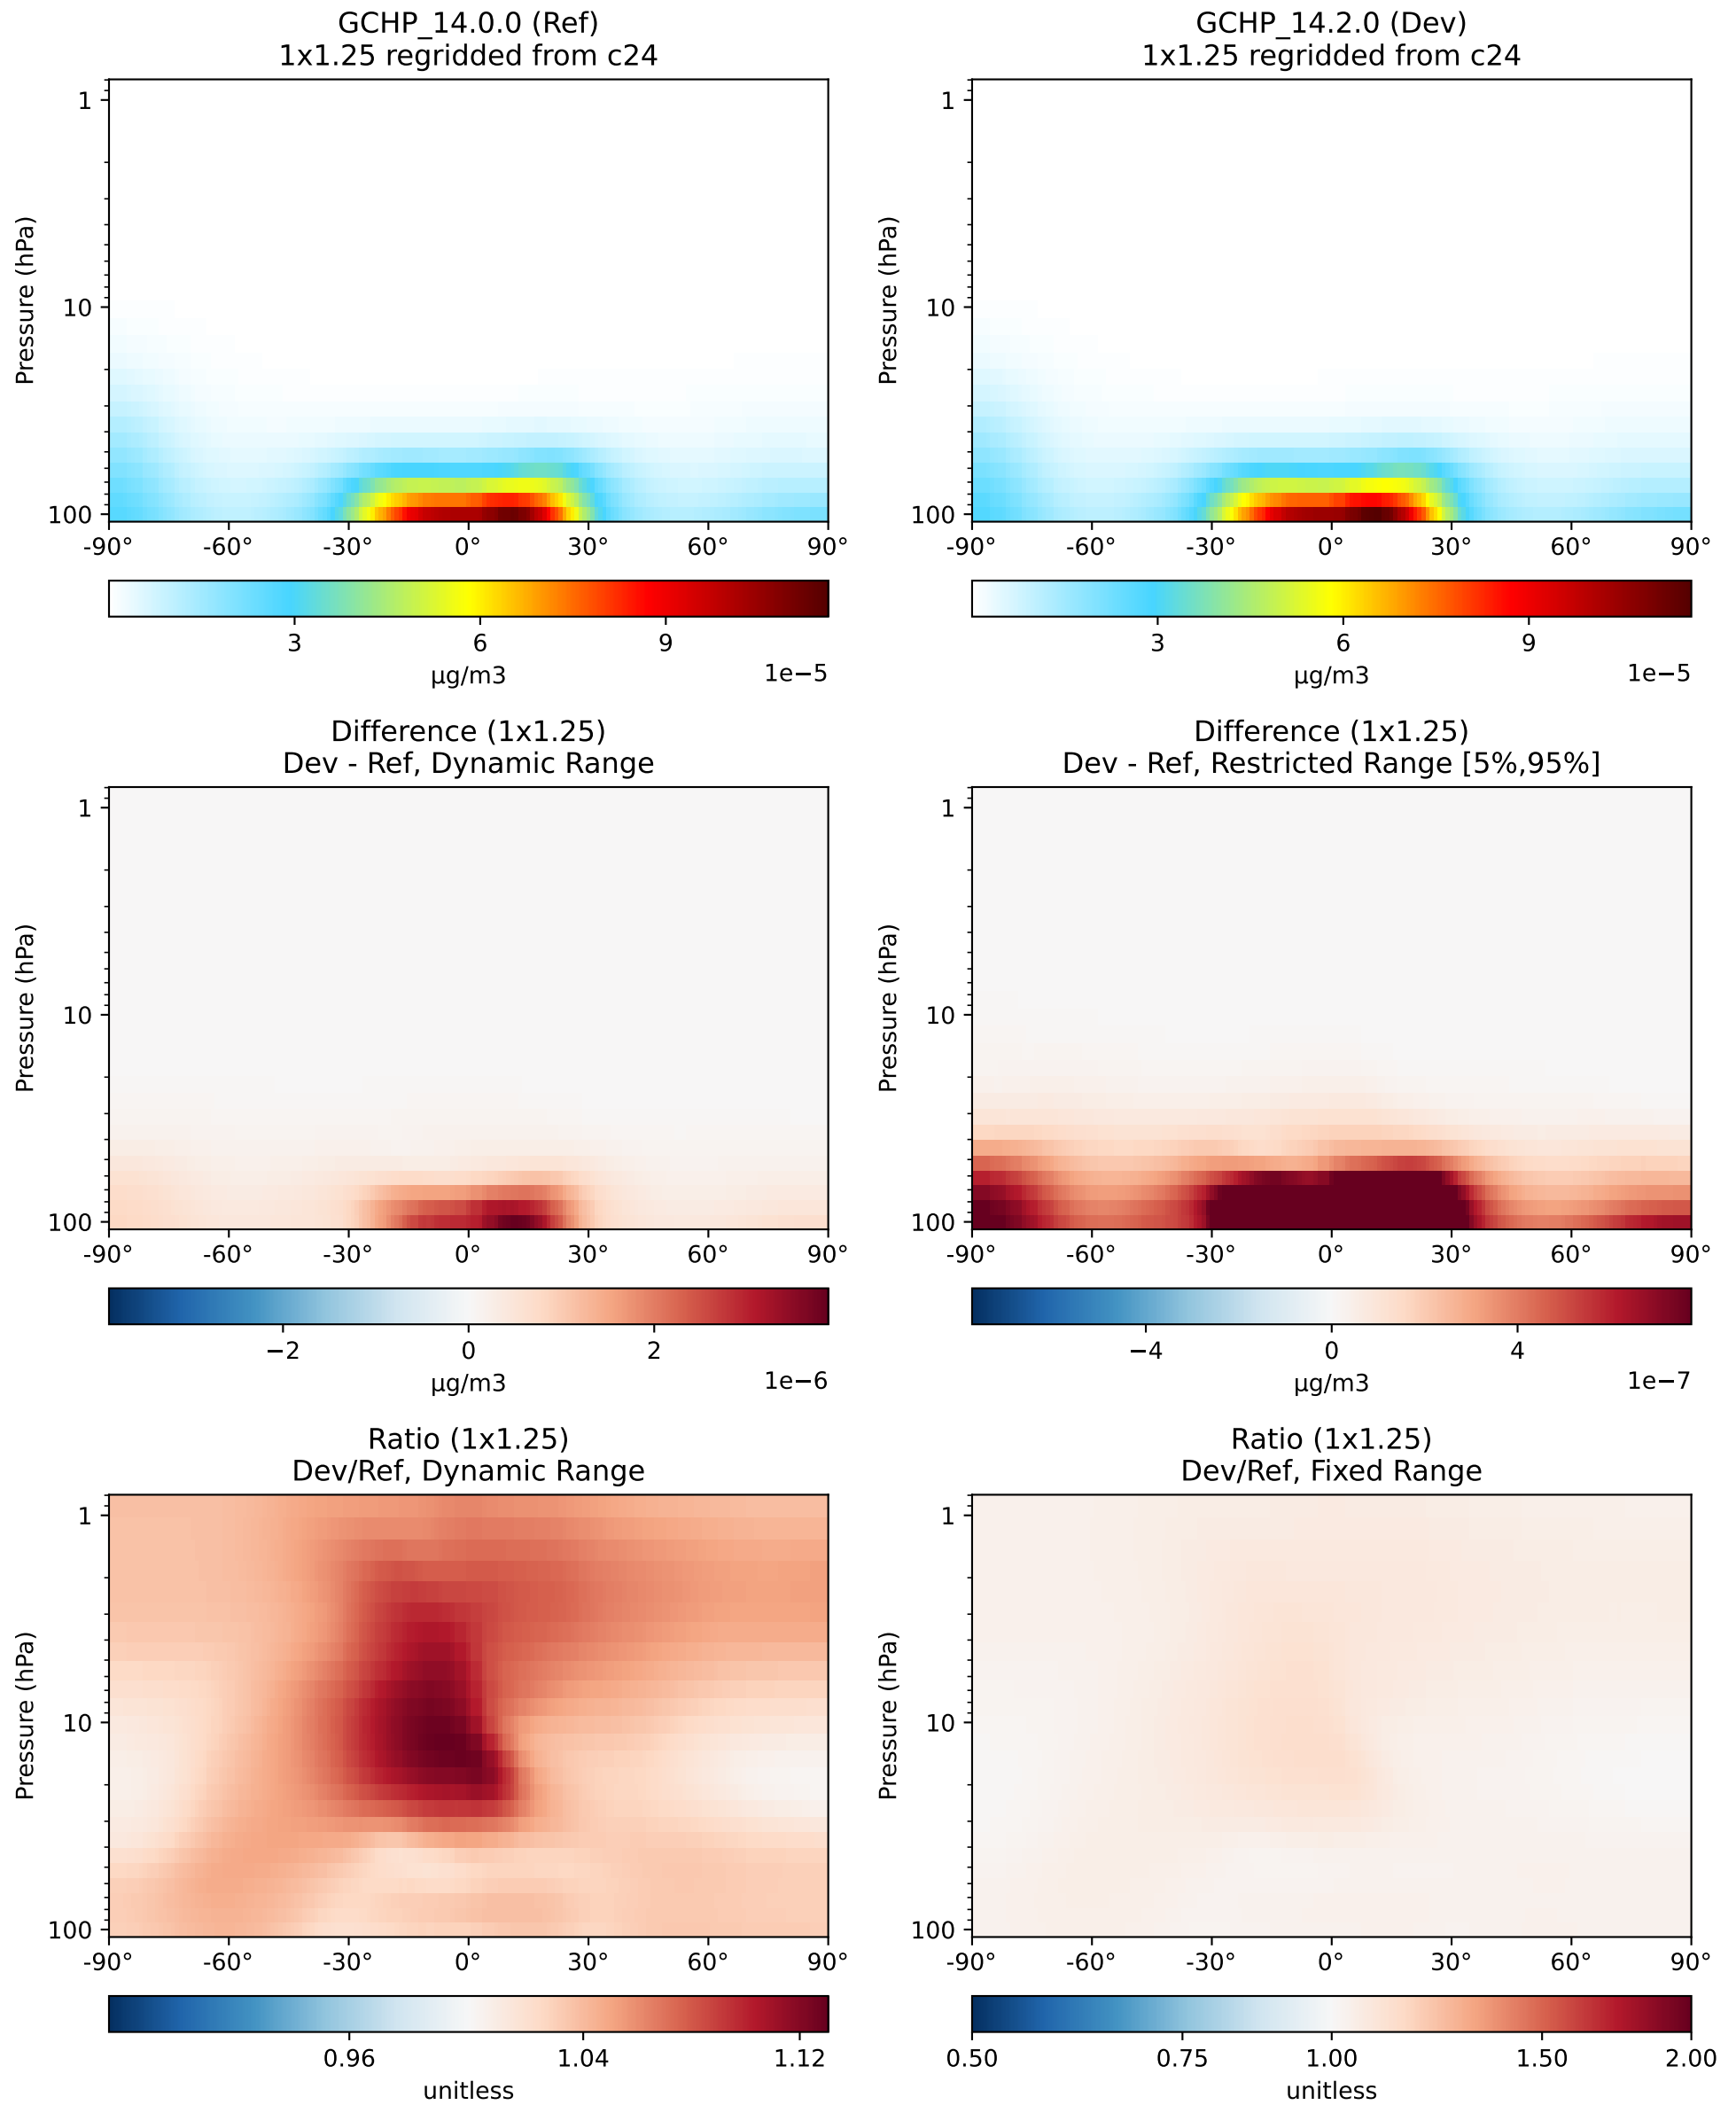 GCHP_14.0.0 (Ref)
1x1.25 regridded from c24
Pressure (hPa)
1
10
100
-90° -60° -30° 0° 30° 60° 90°
3 6 9
µg/m3
1e−5
GCHP_14.2.0 (Dev)
1x1.25 regridded from c24
Pressure (hPa)
1
10
100
-90° -60° -30° 0° 30° 60° 90°
3 6 9
µg/m3
1e−5
Difference (1x1.25)
Dev - Ref, Dynamic Range
Pressure (hPa)
1
10
100
-90° -60° -30° 0° 30° 60° 90°
−2 0 2
µg/m3
1e−6
Difference (1x1.25)
Dev - Ref, Restricted Range [5%,95%]
Pressure (hPa)
1
10
100
-90° -60° -30° 0° 30° 60° 90°
−4 0 4
µg/m3
1e−7
Ratio (1x1.25)
Dev/Ref, Dynamic Range
Pressure (hPa)
1
10
100
-90° -60° -30° 0° 30° 60° 90°
0.96 1.04 1.12
unitless
Ratio (1x1.25)
Dev/Ref, Fixed Range
Pressure (hPa)
1
10
100
-90° -60° -30° 0° 30° 60° 90°
0.50 0.75 1.00 1.50 2.00
unitless